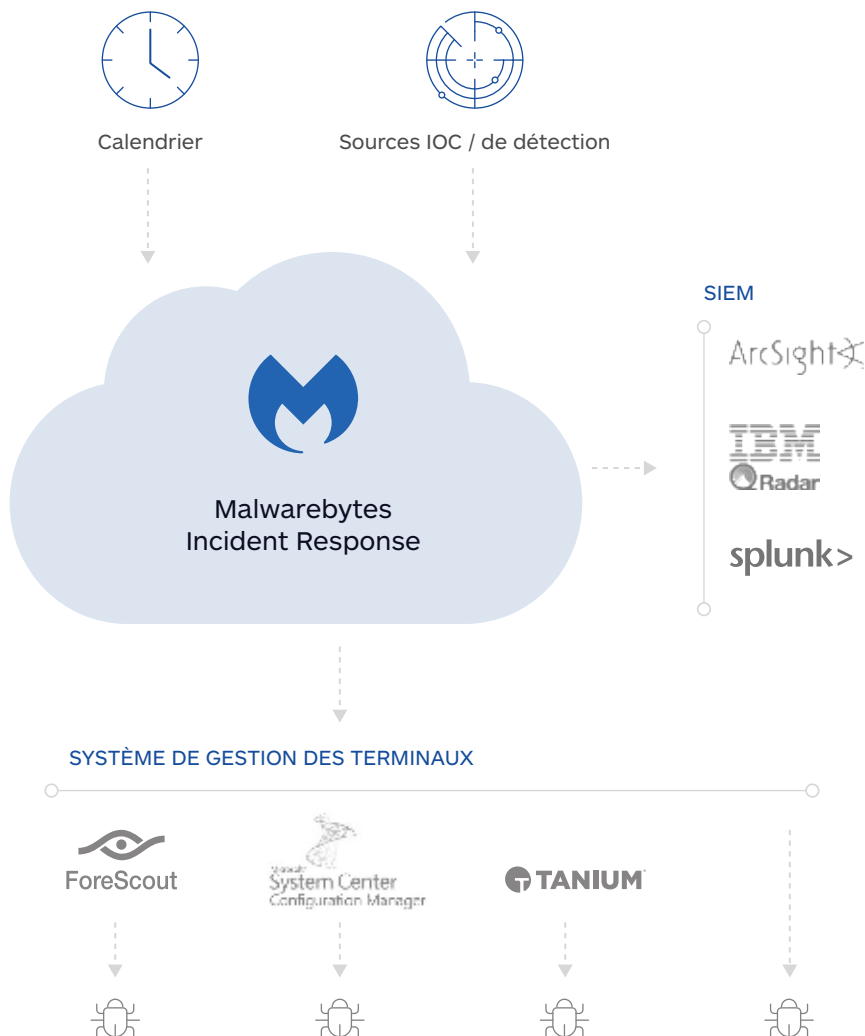 Calendrier
Sources IOC / de détection
SIEM
ArcSight
IBM
QRadar
splunk>
Malwarebytes
Incident Response
SYSTÈME DE GESTION DES TERMINAUX
ForeScout
Microsoft
System Center
Configuration Manager
TANIUM